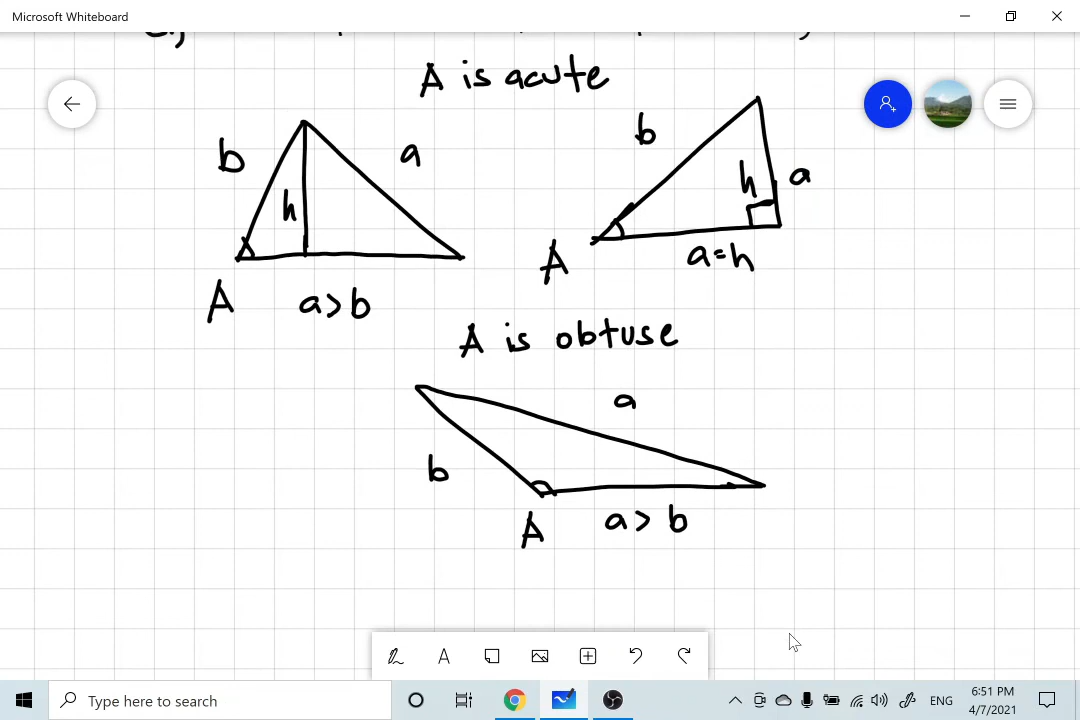 Microsoft Whiteboard
A is acute
b
a
h
A
a>b
b
h
a
A
a=h
A is obtuse
a
b
A
a > b
A
Type here to search
ENG
6:51 PM
4/7/2021